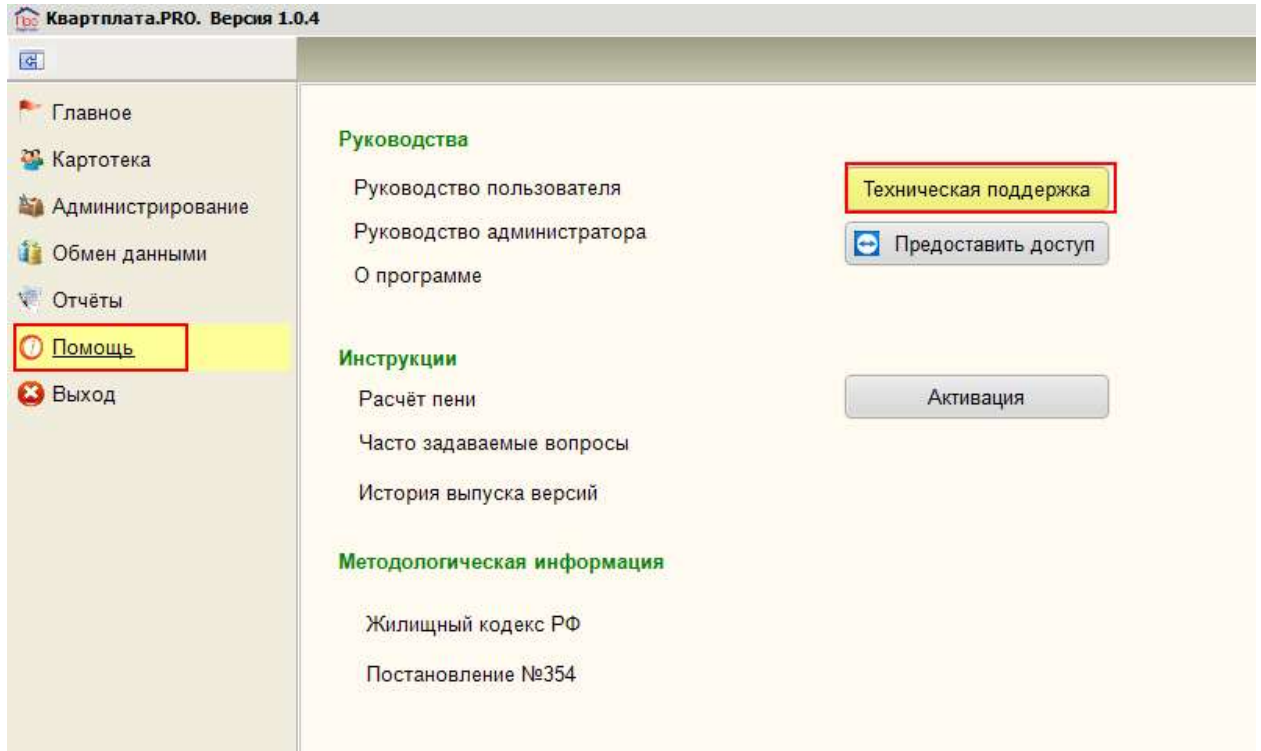 Квартплата.PRO. Версия 1.0.4
Главное
Картотека
Администрирование
Обмен данными
Отчёты
Помощь
Выход
Руководства
Руководство пользователя
Руководство администратора
О программе
Техническая поддержка
Предоставить доступ
Инструкции
Расчёт пени
Часто задаваемые вопросы
История выпуска версий
Активация
Методологическая информация
Жилищный кодекс РФ
Постановление №354